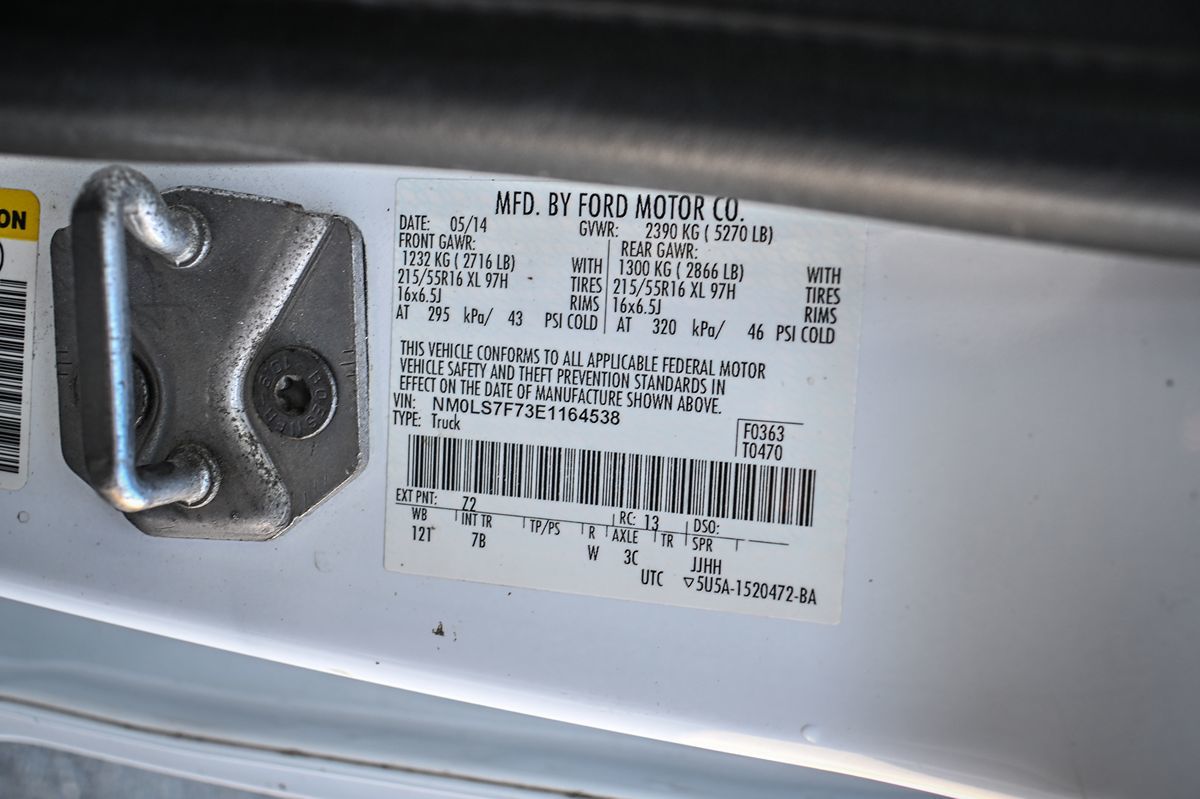 ON
MFD. BY FORD MOTOR CO.
DATE: 05/14 GVWR: 2390 KG ( 5270 LB)
FRONT GAWR: REAR GAWR:
1232 KG ( 2716 LB) WITH 1300 KG ( 2866 LB) WITH
215/55R16 XL 97H TIRES 215/55R16 XL 97H TIRES
16x6.5J RIMS 16x6.5J RIMS
AT 295 kPa/ 43 PSI COLD AT 320 kPa/ 46 PSI COLD
THIS VEHICLE CONFORMS TO ALL APPLICABLE FEDERAL MOTOR
VEHICLE SAFETY AND THEFT PREVENTION STANDARDS IN
EFFECT ON THE DATE OF MANUFACTURE SHOWN ABOVE.
VIN: NM0LS7F73E1164538
TYPE: Truck
F0363
T0470
EXT PNT: 72 RC: 13 DSO:
WB INT TR TP/PS R AXLE TR SPR
121 7B W 3C JJHH
UTC ▽5U5A-1520472-BA